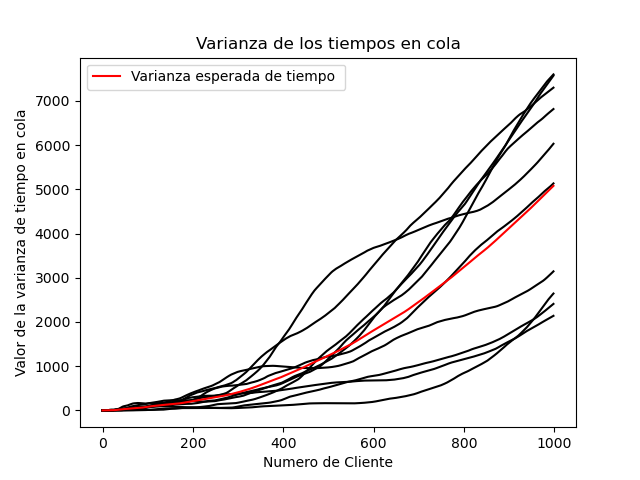 Varianza de los tiempos en cola
Varianza esperada de tiempo
Valor de la varianza de tiempo en cola
7000
6000
5000
4000
3000
2000
1000
0
0 200 400 600 800 1000
Numero de Cliente